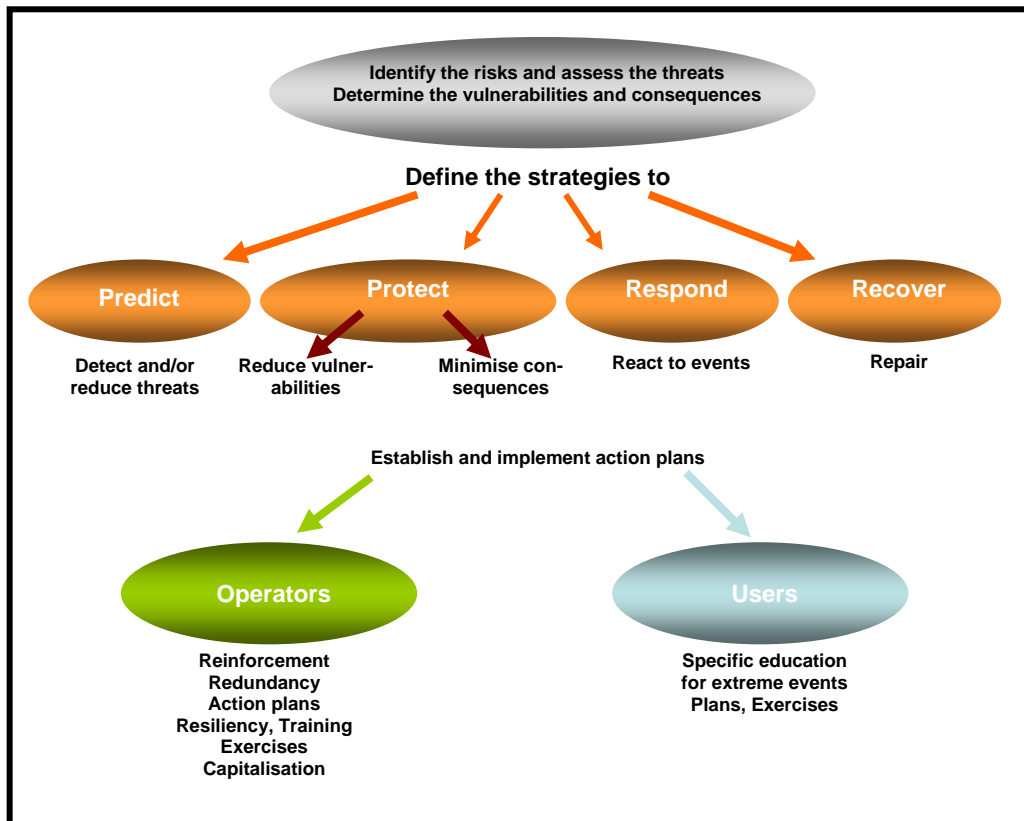 Identify the risks and assess the threats
Determine the vulnerabilities and consequences
Define the strategies to
Predict
Protect
Respond
Recover
Detect and/or
reduce threats
Reduce vulner-
abilities
Minimise con-
sequences
React to events
Repair
Establish and implement action plans
Operators
Users
Reinforcement
Redundancy
Action plans
Resiliency, Training
Exercises
Capitalisation
Specific education
for extreme events
Plans, Exercises